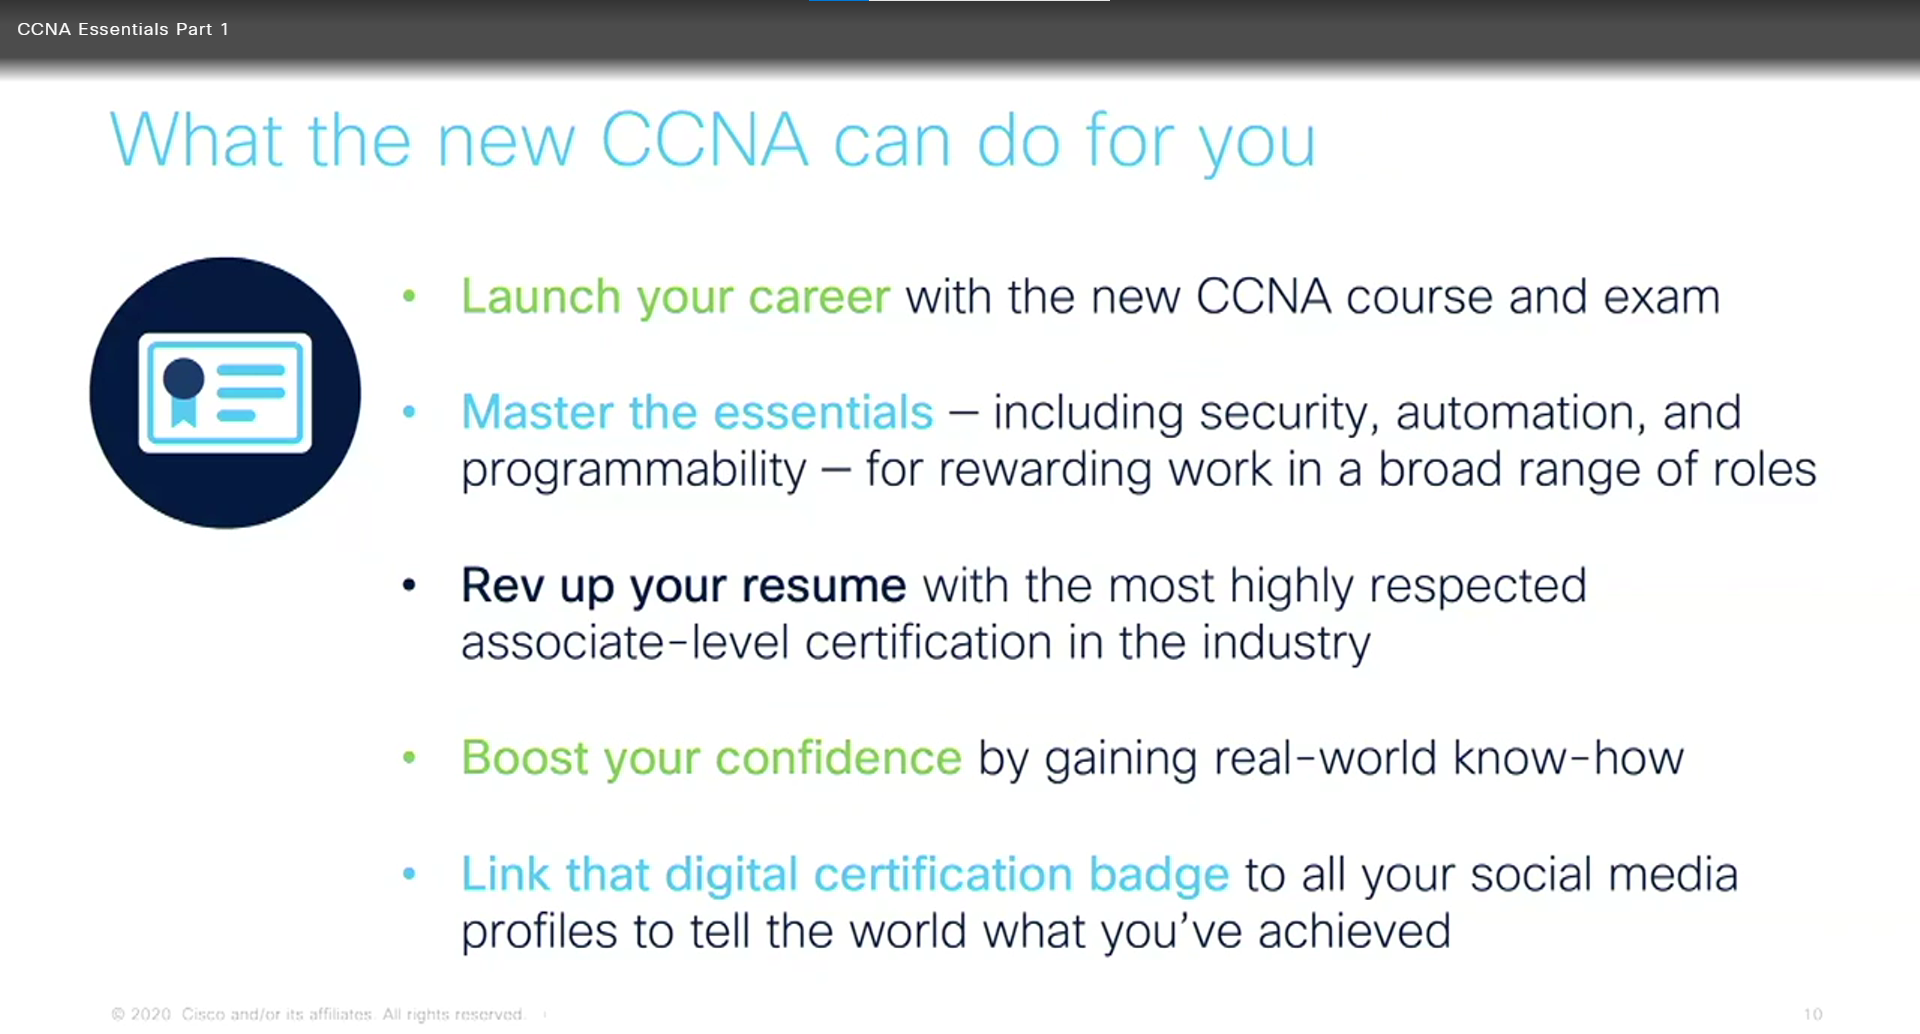 CCNA Essentials Part 1
What the new CCNA can do for you
• Launch your career with the new CCNA course and exam
• Master the essentials – including security, automation, and
programmability – for rewarding work in a broad range of roles
• Rev up your resume with the most highly respected
associate-level certification in the industry
• Boost your confidence by gaining real-world know-how
• Link that digital certification badge to all your social media
profiles to tell the world what you’ve achieved
© 2020 Cisco and/or its affiliates. All rights reserved.
10